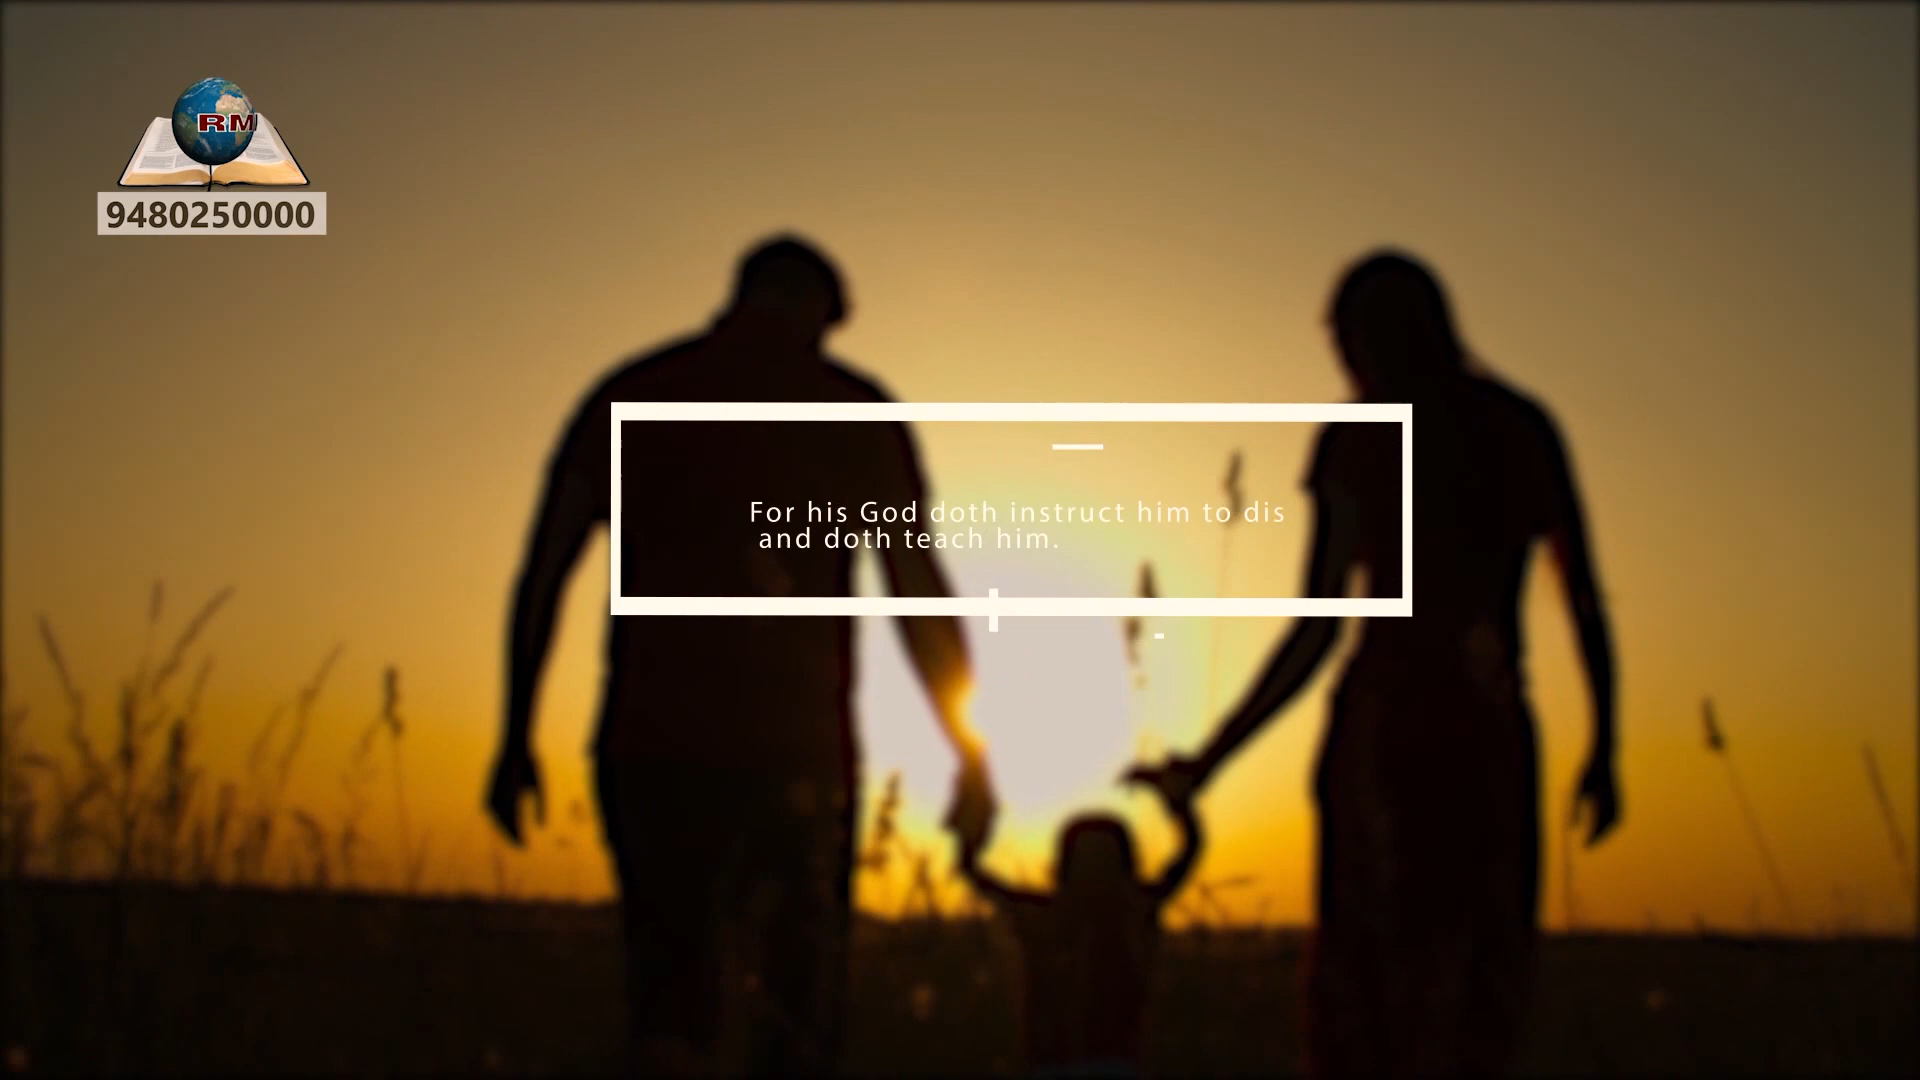 RM
9480250000
For his God doth instruct him to dis
and doth teach him.